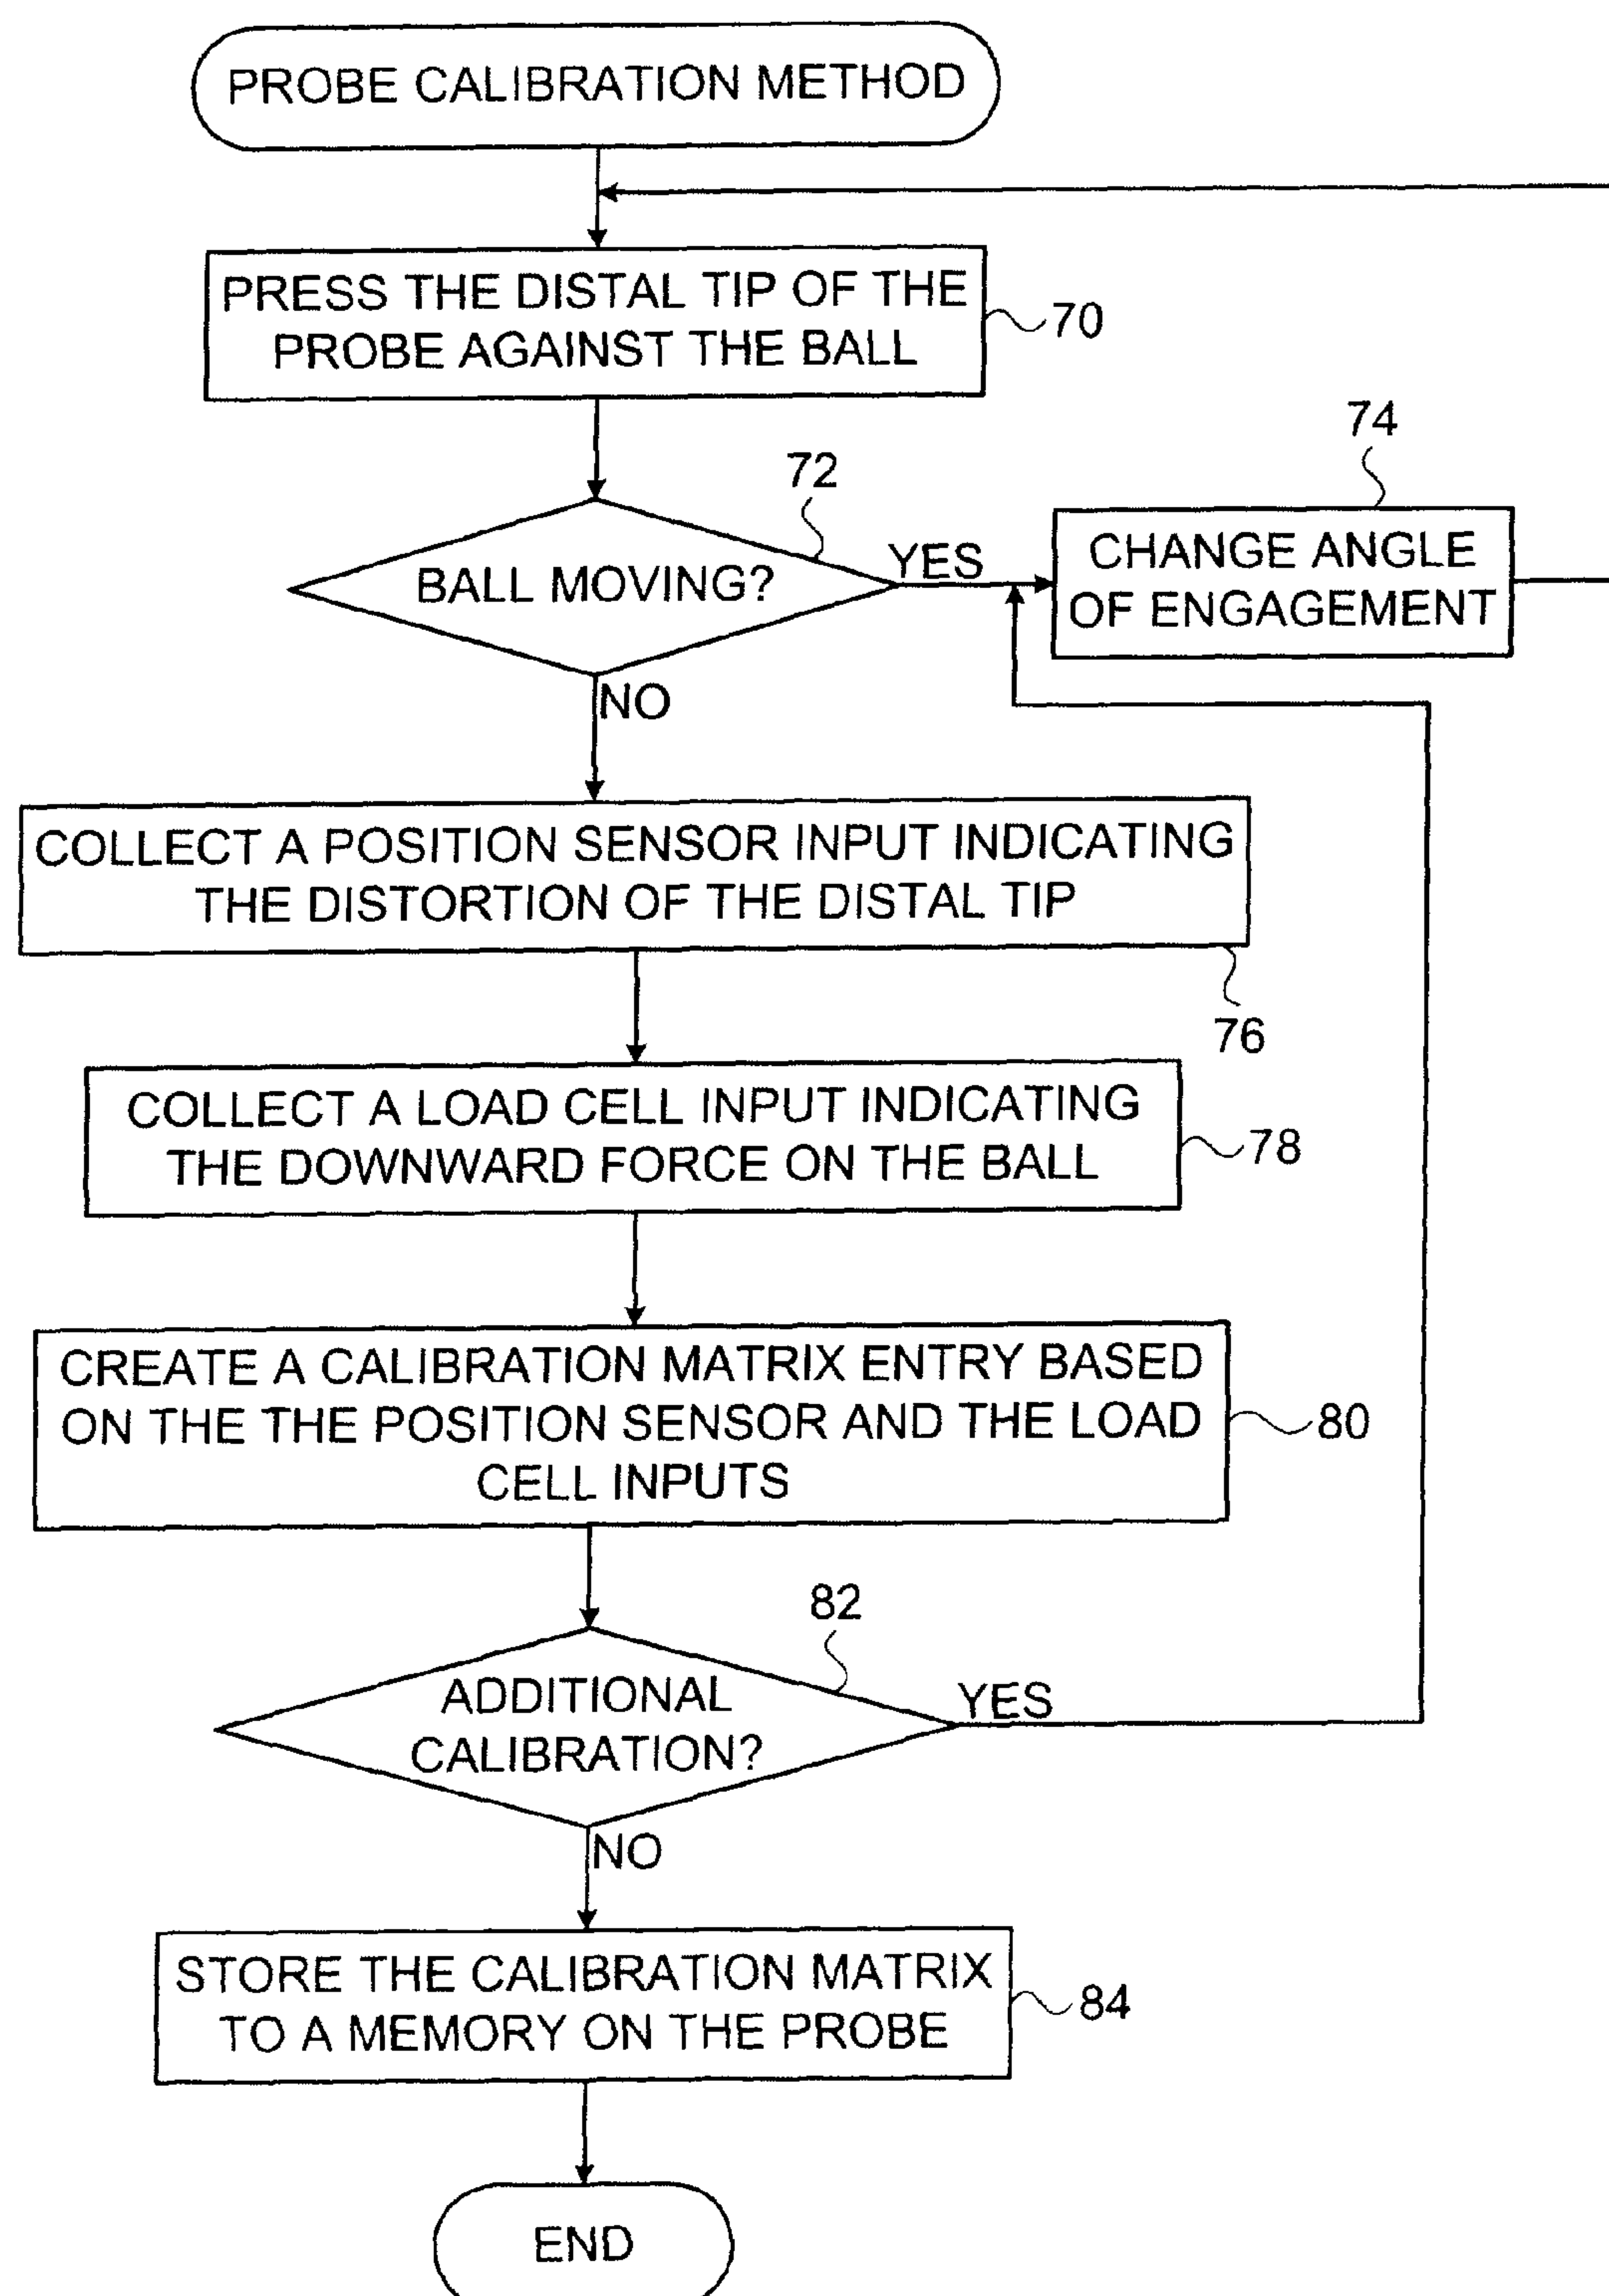 PROBE CALIBRATION METHOD
PRESS THE DISTAL TIP OF THE
PROBE AGAINST THE BALL
70
72
BALL MOVING?
YES
74
CHANGE ANGLE
OF ENGAGEMENT
NO
COLLECT A POSITION SENSOR INPUT INDICATING
THE DISTORTION OF THE DISTAL TIP
76
COLLECT A LOAD CELL INPUT INDICATING
THE DOWNWARD FORCE ON THE BALL
78
CREATE A CALIBRATION MATRIX ENTRY BASED
ON THE THE POSITION SENSOR AND THE LOAD
CELL INPUTS
80
82
ADDITIONAL
CALIBRATION?
YES
NO
STORE THE CALIBRATION MATRIX
TO A MEMORY ON THE PROBE
84
END